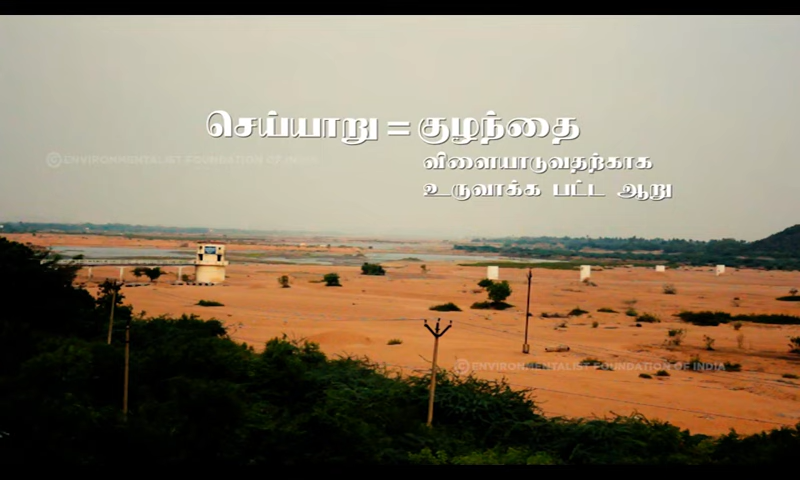 செய்யாறு = குழந்தை
விளையாடுவதற்காக
உருவாக்க பட்ட ஆறு
© ENVIRONMENTALIST FOUNDATION OF INDIA
© ENVIRONMENTALIST FOUNDATION OF INDIA